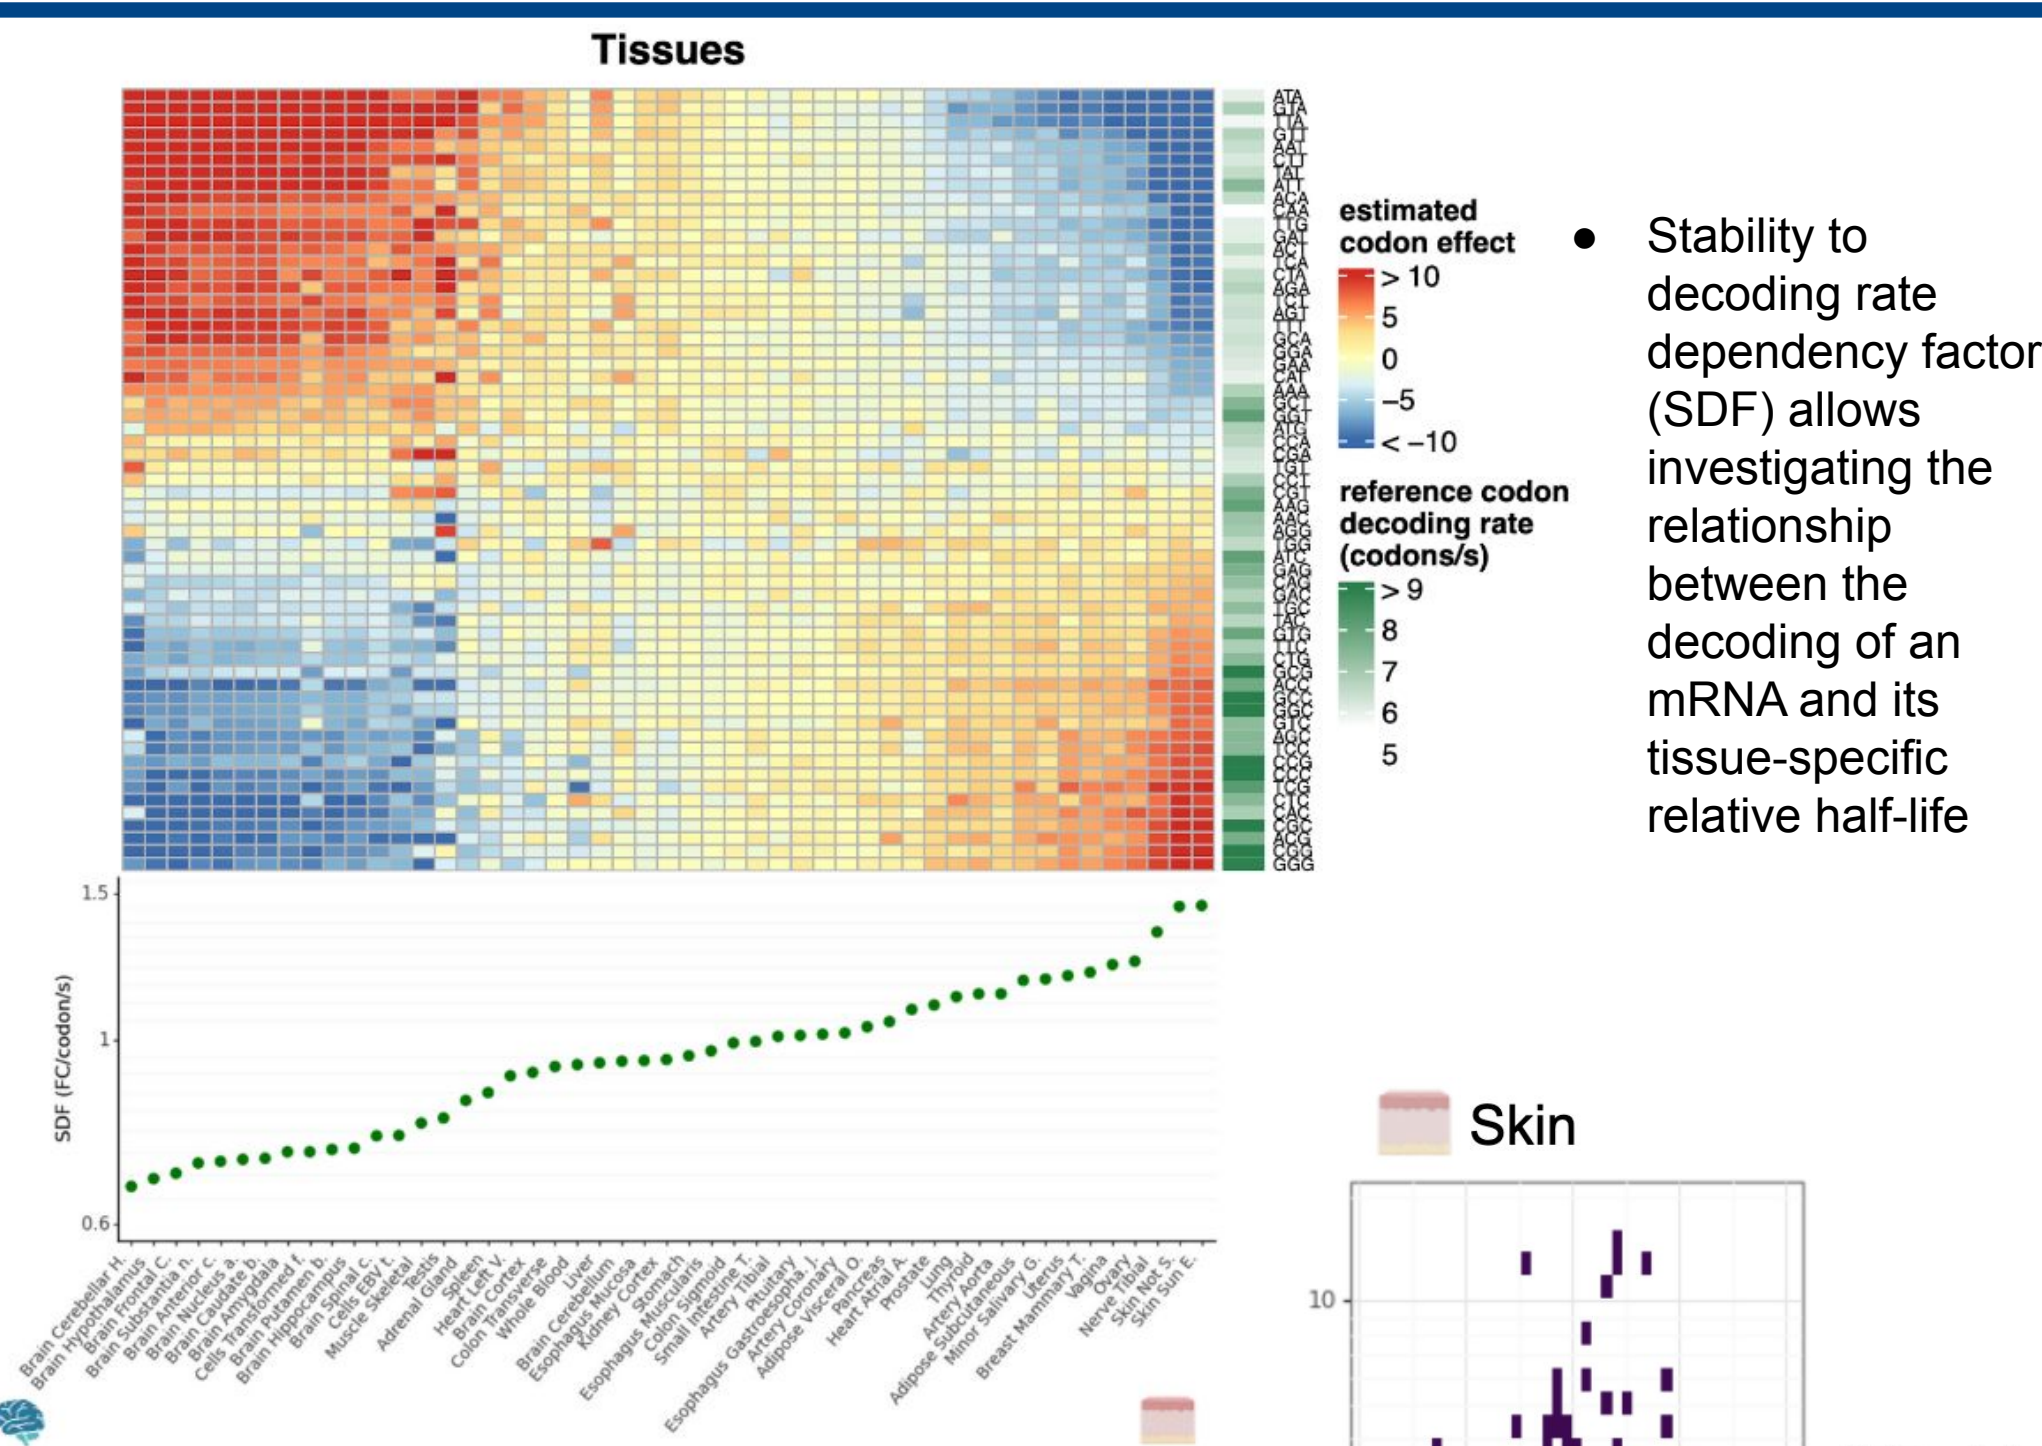 Tissues
ATA
GTA
TTA
GTT
AAT
CTT
TAT
ATT
ACA
CAA
TTG
GAT
ACT
TCA
CTA
AGA
TCT
AGT
TTT
GCA
GGA
GAA
CAT
AAA
GCT
GGT
ATG
CCA
CGA
TGT
CCT
CGT
AAG
AAC
AGG
TGG
ATC
GAG
CAG
GAC
TGC
TAC
GTG
TTC
CTG
GCG
ACC
GCC
GGC
GTC
AGC
TCC
CCG
CCC
TCG
CTC
CAC
CGC
ACG
CGG
GGG
estimated
codon effect
> 10
5
0
−5
< −10
reference codon
decoding rate
(codons/s)
> 9
8
7
6
5
● Stability to
decoding rate
dependency factor
(SDF) allows
investigating the
relationship
between the
decoding of an
mRNA and its
tissue-specific
relative half-life
1.5
1
0.6
SDF (FC/codon/s)
Brain Cerebellar H.
Brain Hypothalamus
Brain Frontal C.
Brain Substantia n.
Brain Anterior c.
Brain Nucleus a.
Brain Caudate b.
Brain Amygdala
Cells Transformed f.
Brain Putamen b.
Brain Hippocampus
Brain Spinal c.
Cells EBV t.
Muscle Skeletal
Testis
Adrenal Gland
Spleen
Heart Left V.
Brain Cortex
Colon Transverse
Whole Blood
Liver
Brain Cerebellum
Esophagus Mucosa
Kidney Cortex
Stomach
Esophagus Muscularis
Colon Sigmoid
Small Intestine T.
Artery Tibial
Pituitary
Esophagus Gastroesopha. J.
Artery Coronary
Adipose Visceral O.
Pancreas
Heart Atrial A.
Prostate
Lung
Thyroid
Artery Aorta
Adipose Subcutaneous
Minor Salivary G.
Uterus
Breast Mammary T.
Vagina
Ovary
Nerve Tibial
Skin Not S.
Skin Sun E.
Skin
10